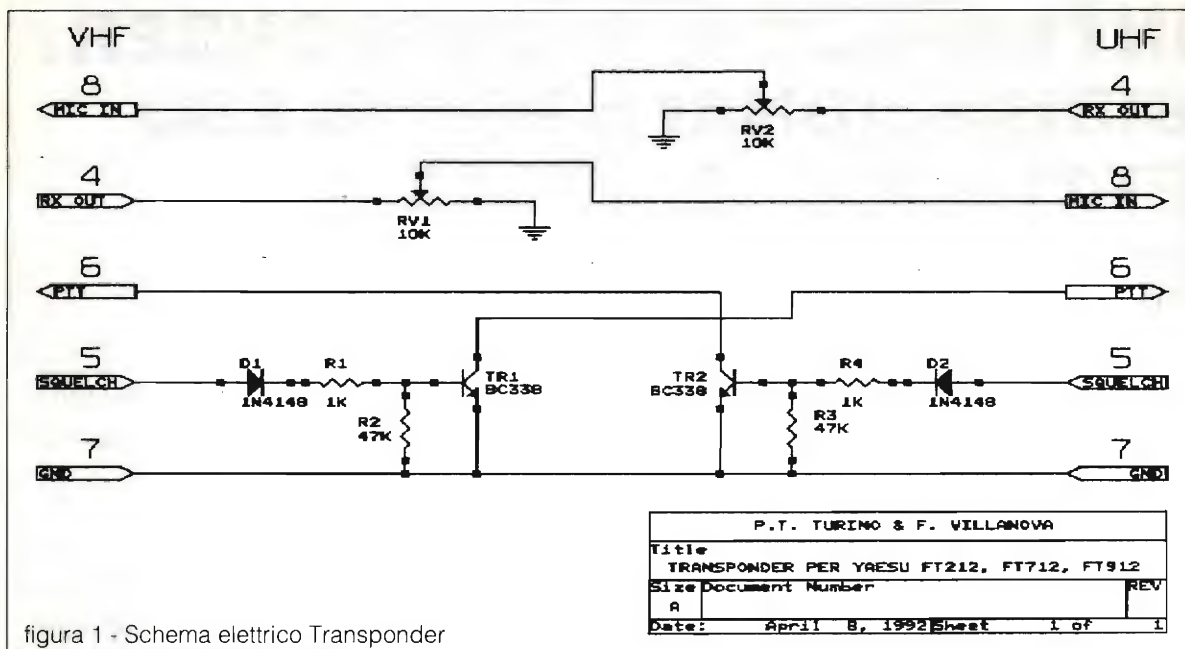 VHF
UHF
8
MIC IN
RV2
10K
4
RX OUT
4
RX OUT
RV1
10K
8
MIC IN
6
PTT
6
PTT
5
SQUELCH
D1
1N4148
R1
1K
R2
47K
TR1
BC338
TR2
BC338
R4
1K
R3
47K
D2
1N4148
5
SQUELCH
7
GND
7
GND
P.T. TURINO & F. VILLANOVA
Title
TRANSPONDER PER YAESU FT212, FT712, FT912
Size Document Number REV
A
Date: April 8, 1992 Sheet 1 of 1
figura 1 - Schema elettrico Transponder